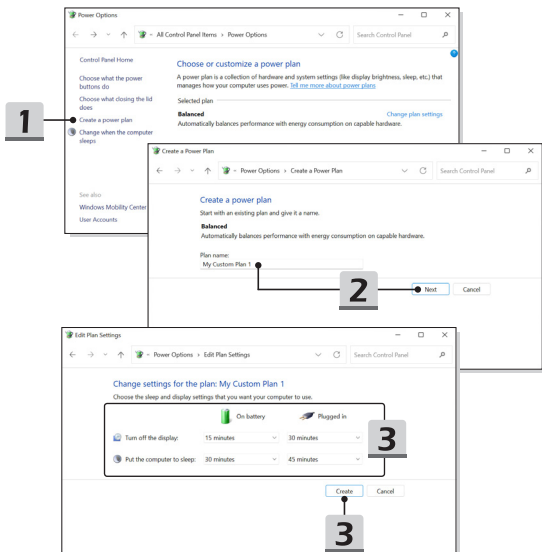 Power Options
All Control Panel Items › Power Options
Search Control Panel
Control Panel Home
Choose what the power
buttons do
Choose what closing the lid
does
Create a power plan
Change when the computer
sleeps
See also
Windows Mobility Center
User Accounts
Choose or customize a power plan
A power plan is a collection of hardware and system settings (like display brightness, sleep, etc.) that
manages how your computer uses power. Tell me more about power plans
Selected plan
Balanced
Change plan settings
Automatically balances performance with energy consumption on capable hardware.
1
Create a Power Plan
Power Options › Create a Power Plan
Search Control Panel
Create a power plan
Start with an existing plan and give it a name.
Balanced
Automatically balances performance with energy consumption on capable hardware.
Plan name:
My Custom Plan 1
2
Next
Cancel
Edit Plan Settings
Power Options › Edit Plan Settings
Search Control Panel
Change settings for the plan: My Custom Plan 1
Choose the sleep and display settings that you want your computer to use.
On battery
Plugged in
Turn off the display:
15 minutes
30 minutes
Put the computer to sleep:
30 minutes
45 minutes
3
Create
Cancel
3